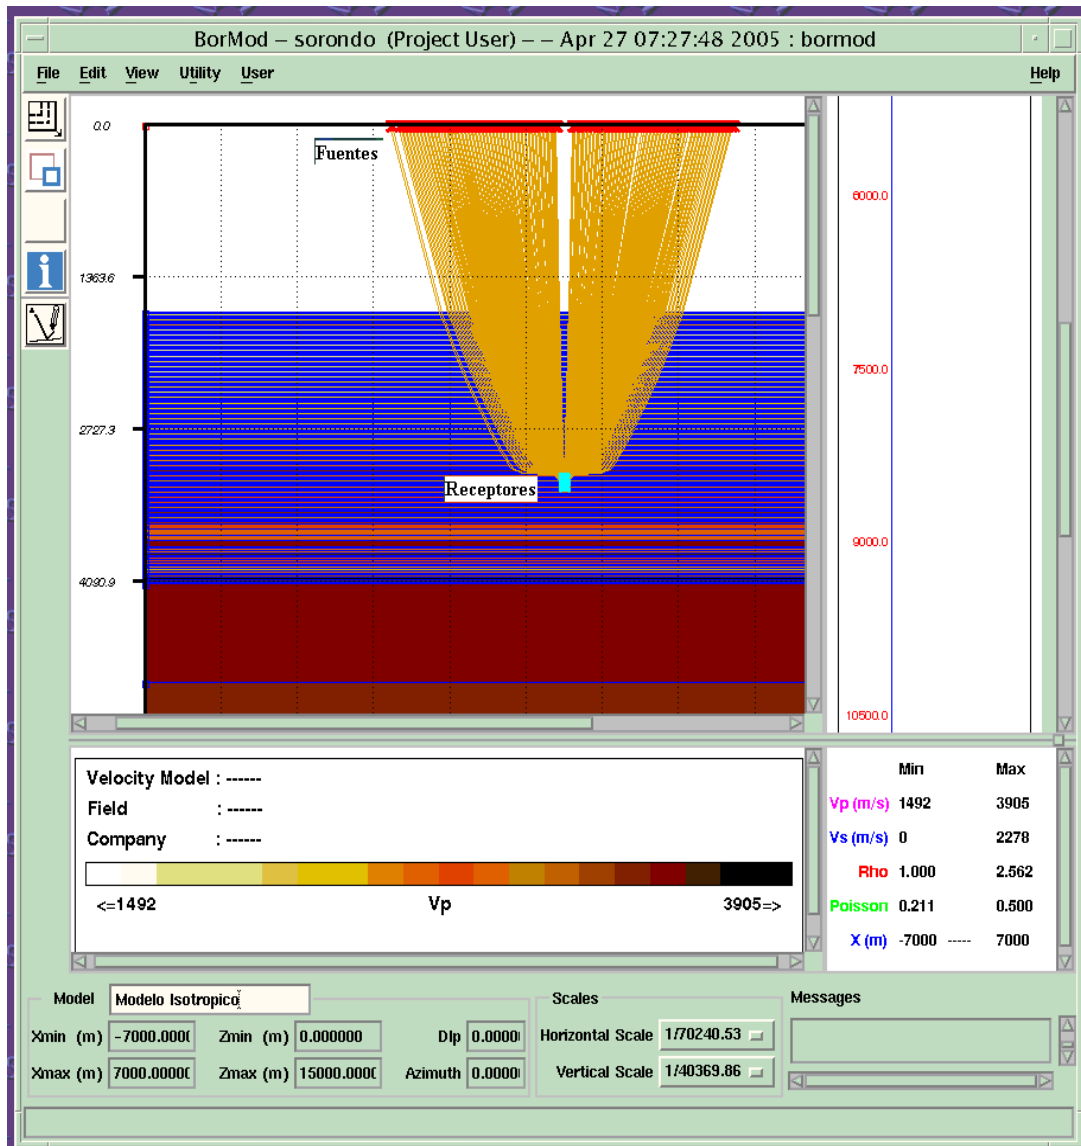 BorMod – sorondo (Project User) – – Apr 27 07:27:48 2005 : bormod
File Edit View Utility User Help
0.0
Fuentes
1363.6
2727.3
Receptores
4090.9
6000.0
7500.0
9000.0
10500.0
Velocity Model : ------
Field : ------
Company : ------
<=1492 Vp 3905=>
Min Max
Vp (m/s) 1492 3905
Vs (m/s) 0 2278
Rho 1.000 2.562
Poisson 0.211 0.500
X (m) -7000 ----- 7000
Model Modelo Isotropico
Xmin (m) -7000.000( Zmin (m) 0.000000 Dip 0.0000
Xmax (m) 7000.0000( Zmax (m) 15000.000( Azimuth 0.0000
Scales
Horizontal Scale 1/70240.53
Vertical Scale 1/40369.86
Messages